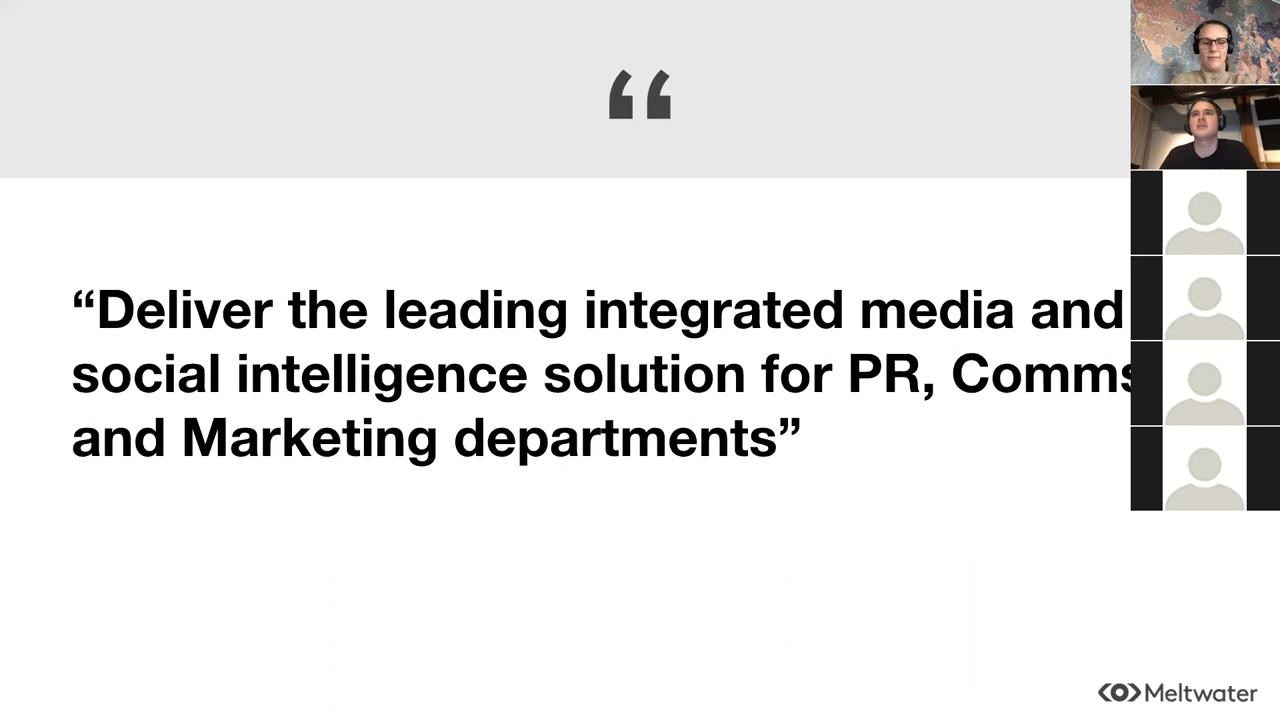 “
“Deliver the leading integrated media and
social intelligence solution for PR, Comms
and Marketing departments”
Meltwater